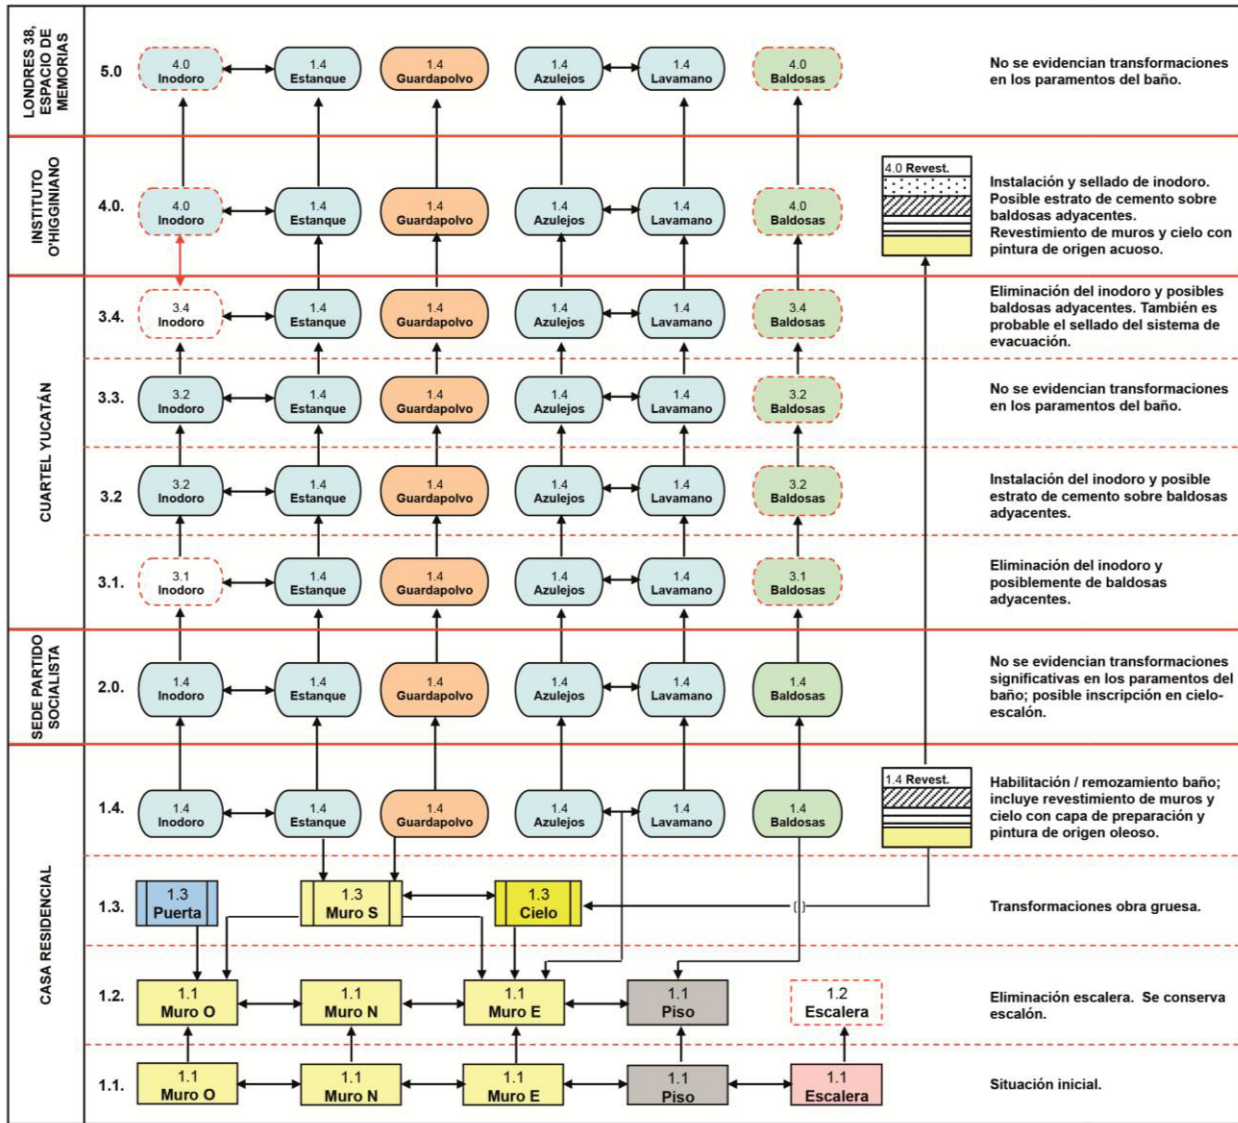 LONDRES 38,
ESPACIO DE
MEMORIAS
5.0
4.0
Inodoro
1.4
Estanque
1.4
Guardapolvo
1.4
Azulejos
1.4
Lavamano
4.0
Baldosas
No se evidencian transformaciones
en los paramentos del baño.
INSTITUTO
O'HIGGINIANO
4.0.
4.0
Inodoro
1.4
Estanque
1.4
Guardapolvo
1.4
Azulejos
1.4
Lavamano
4.0
Baldosas
4.0 Revest.
Instalación y sellado de inodoro.
Posible estrato de cemento sobre
baldosas adyacentes.
Revestimiento de muros y cielo con
pintura de origen acuoso.
CUARTEL YUCATÁN
3.4.
3.4
Inodoro
1.4
Estanque
1.4
Guardapolvo
1.4
Azulejos
1.4
Lavamano
3.4
Baldosas
Eliminación del inodoro y posibles
baldosas adyacentes. También es
probable el sellado del sistema de
evacuación.
3.3.
3.2
Inodoro
1.4
Estanque
1.4
Guardapolvo
1.4
Azulejos
1.4
Lavamano
3.2
Baldosas
No se evidencian transformaciones
en los paramentos del baño.
3.2
3.2
Inodoro
1.4
Estanque
1.4
Guardapolvo
1.4
Azulejos
1.4
Lavamano
3.2
Baldosas
Instalación del inodoro y posible
estrato de cemento sobre baldosas
adyacentes.
3.1.
3.1
Inodoro
1.4
Estanque
1.4
Guardapolvo
1.4
Azulejos
1.4
Lavamano
3.1
Baldosas
Eliminación del inodoro y
posiblemente de baldosas
adyacentes.
SEDE PARTIDO
SOCIALISTA
2.0.
1.4
Inodoro
1.4
Estanque
1.4
Guardapolvo
1.4
Azulejos
1.4
Lavamano
1.4
Baldosas
No se evidencian transformaciones
significativas en los paramentos del
baño; posible inscripción en cielo-
escalón.
CASA RESIDENCIAL
1.4.
1.4
Inodoro
1.4
Estanque
1.4
Guardapolvo
1.4
Azulejos
1.4
Lavamano
1.4
Baldosas
1.4 Revest.
Habilitación / remozamiento baño;
incluye revestimiento de muros y
cielo con capa de preparación y
pintura de origen oleoso.
1.3.
1.3
Puerta
1.3
Muro S
1.3
Cielo
Transformaciones obra gruesa.
1.2.
1.1
Muro O
1.1
Muro N
1.1
Muro E
1.1
Piso
1.2
Escalera
Eliminación escalera. Se conserva
escalón.
1.1.
1.1
Muro O
1.1
Muro N
1.1
Muro E
1.1
Piso
1.1
Escalera
Situación inicial.